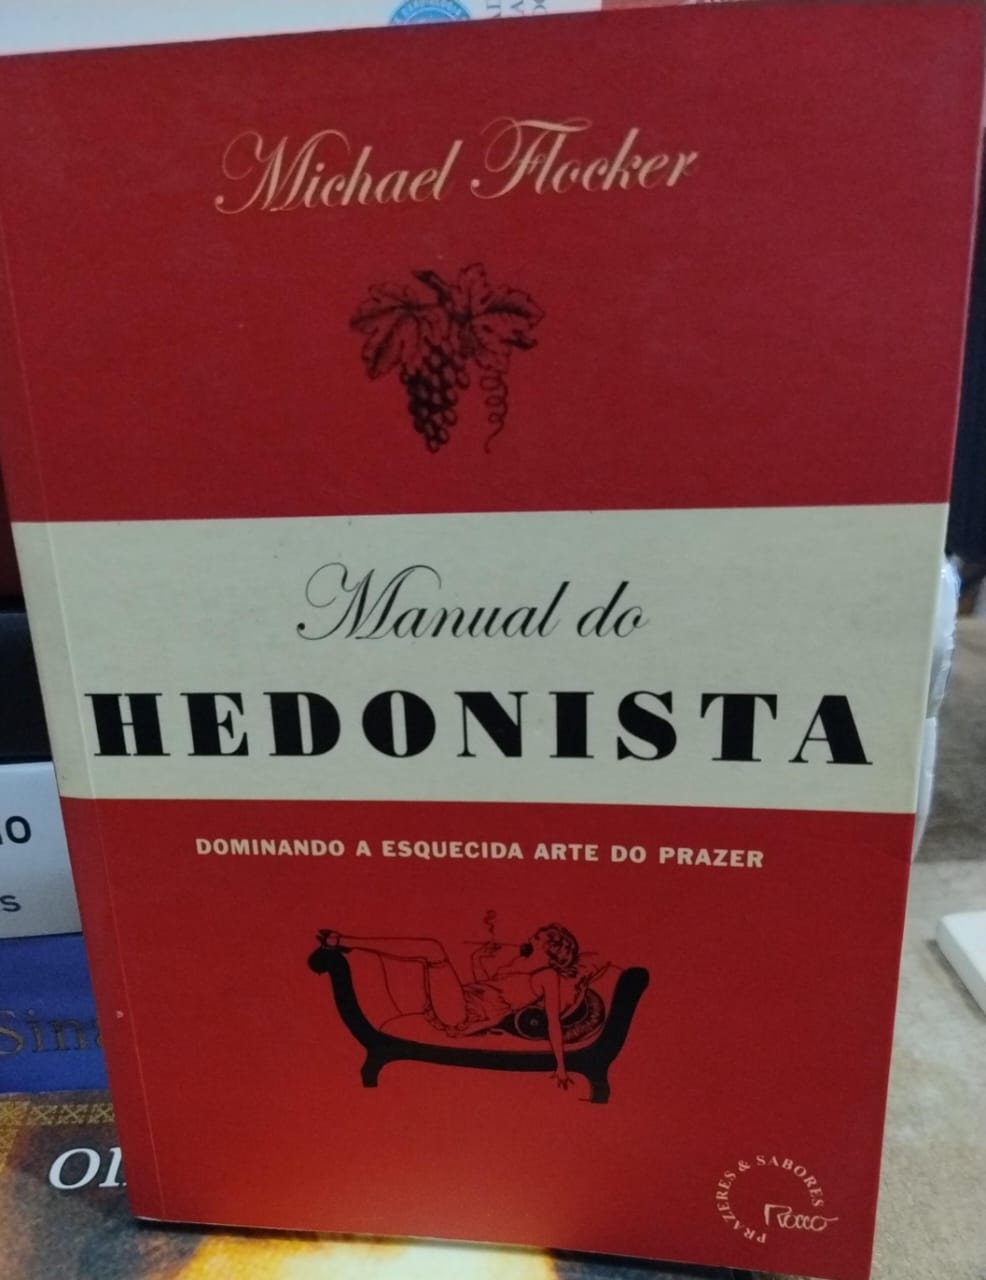 Michael Flocker
Manual do
HEDONISTA
DOMINANDO A ESQUECIDA ARTE DO PRAZER
PRAZERES & SABORES
Rocco